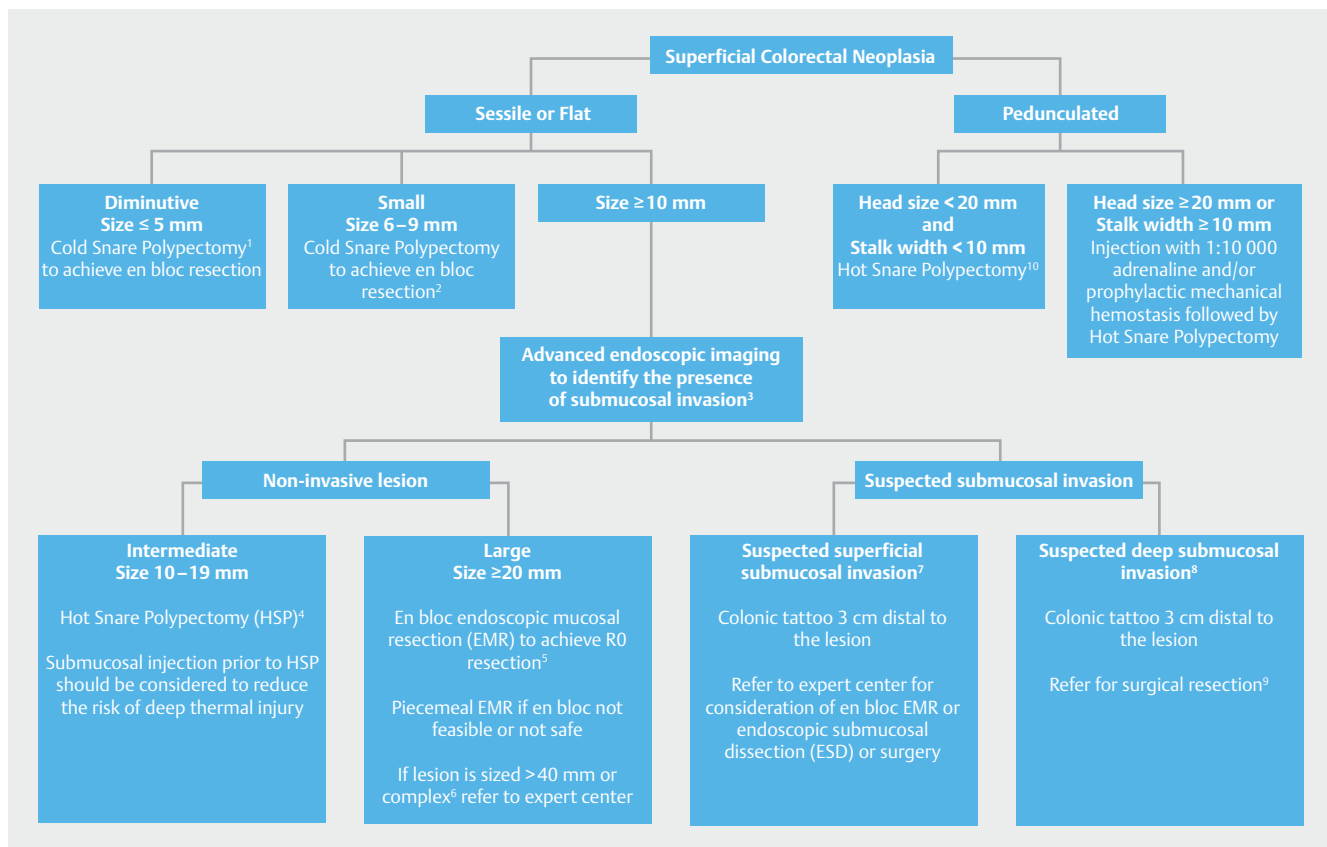 Superficial Colorectal Neoplasia
Sessile or Flat
Pedunculated
Diminutive
Size ≤ 5 mm
Cold Snare Polypectomy¹
to achieve en bloc resection
Small
Size 6–9 mm
Cold Snare Polypectomy
to achieve en bloc
resection²
Size ≥10 mm
Head size <20 mm
and
Stalk width <10 mm
Hot Snare Polypectomy¹⁰
Head size ≥20 mm or
Stalk width ≥10 mm
Injection with 1:10 000
adrenaline and/or
prophylactic mechanical
hemostasis followed by
Hot Snare Polypectomy
Advanced endoscopic imaging
to identify the presence
of submucosal invasion³
Non-invasive lesion
Suspected submucosal invasion
Intermediate
Size 10–19 mm
Hot Snare Polypectomy (HSP)⁴
Submucosal injection prior to HSP
should be considered to reduce
the risk of deep thermal injury
Large
Size ≥20 mm
En bloc endoscopic mucosal
resection (EMR) to achieve R0
resection⁵
Piecemeal EMR if en bloc not
feasible or not safe
If lesion is sized >40 mm or
complex⁶ refer to expert center
Suspected superficial
submucosal invasion⁷
Colonic tattoo 3 cm distal to
the lesion
Refer to expert center for
consideration of en bloc EMR or
endoscopic submucosal
dissection (ESD) or surgery
Suspected deep submucosal
invasion⁸
Colonic tattoo 3 cm distal to
the lesion
Refer for surgical resection⁹